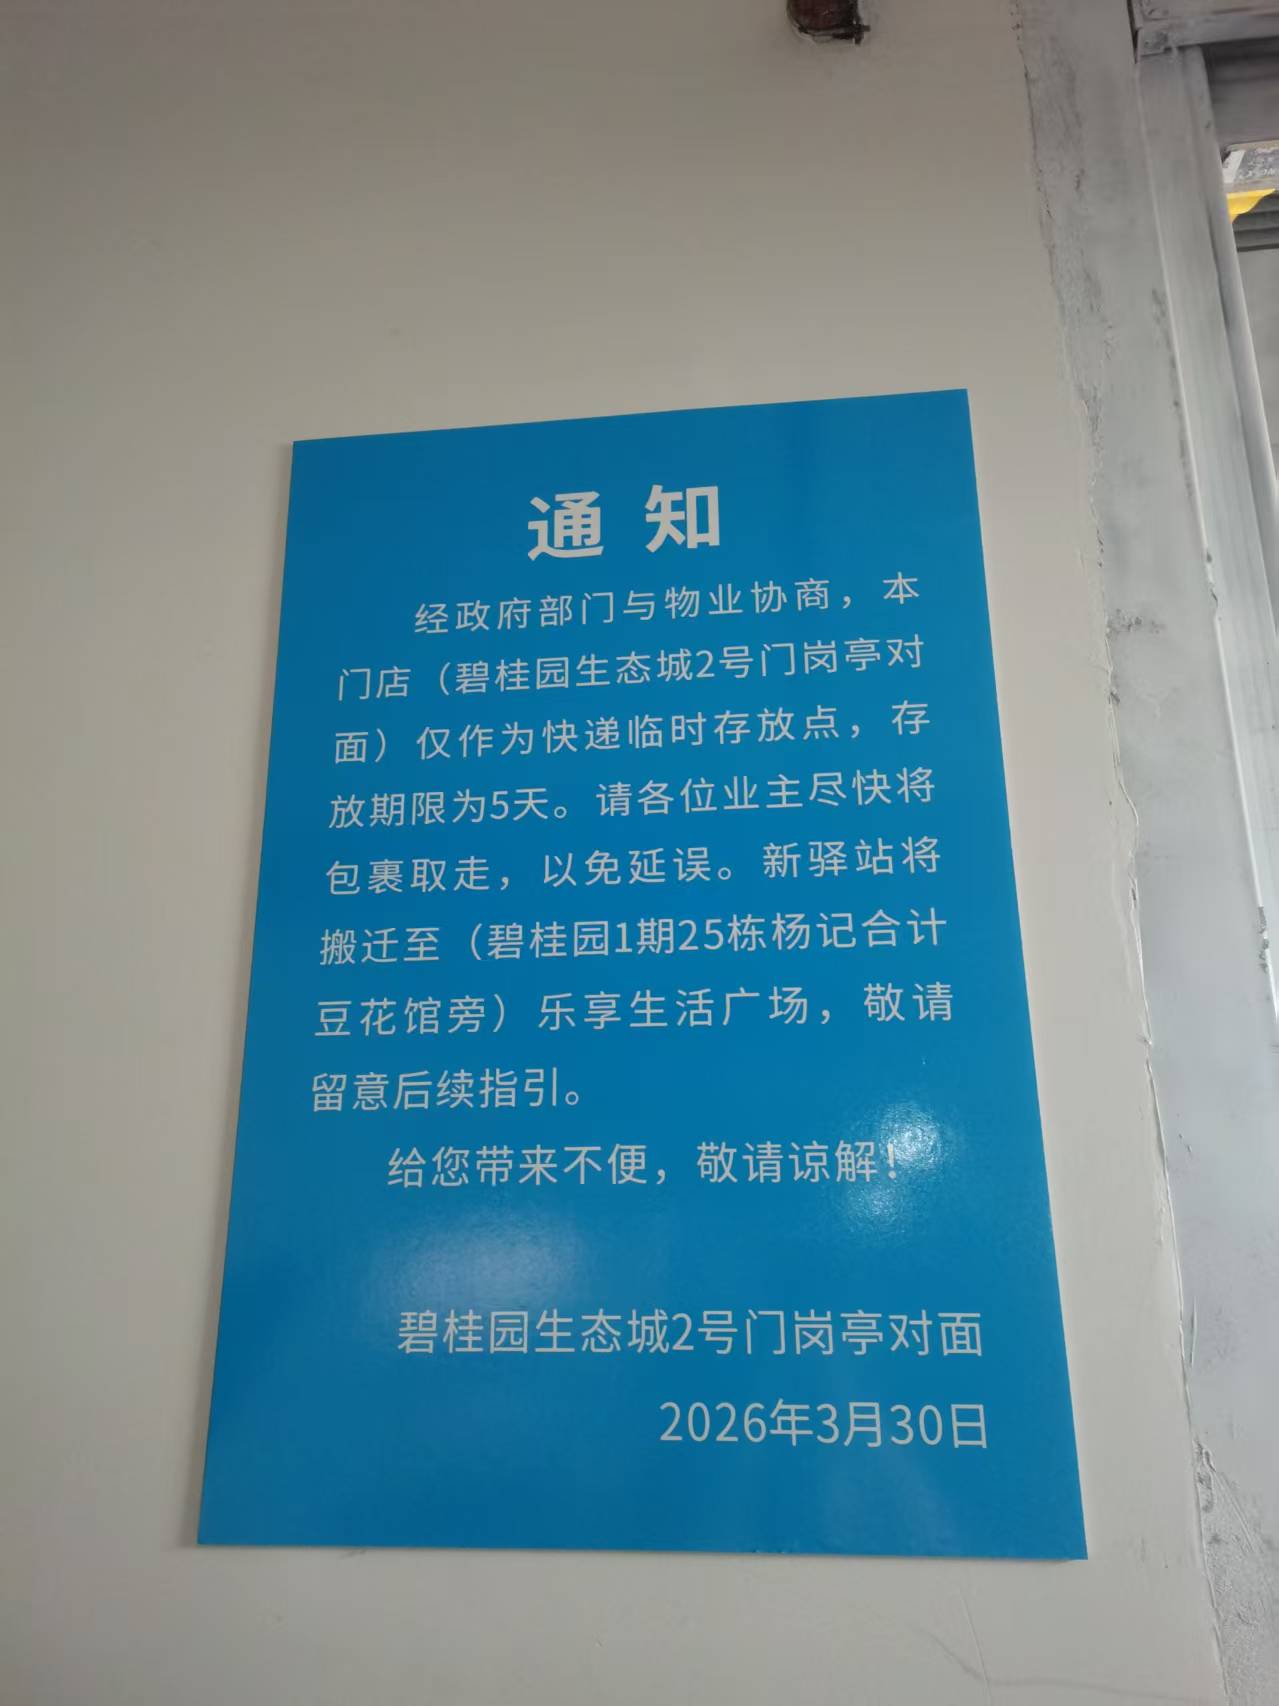 通知
经政府部门与物业协商，本
门店（碧桂园生态城2号门岗亭对
面）仅作为快递临时存放点，存
放期限为5天。请各位业主尽快将
包裹取走，以免延误。新驿站将
搬迁至（碧桂园1期25栋杨记合计
豆花馆旁）乐享生活广场，敬请
留意后续指引。
给您带来不便，敬请谅解！
碧桂园生态城2号门岗亭对面
2026年3月30日